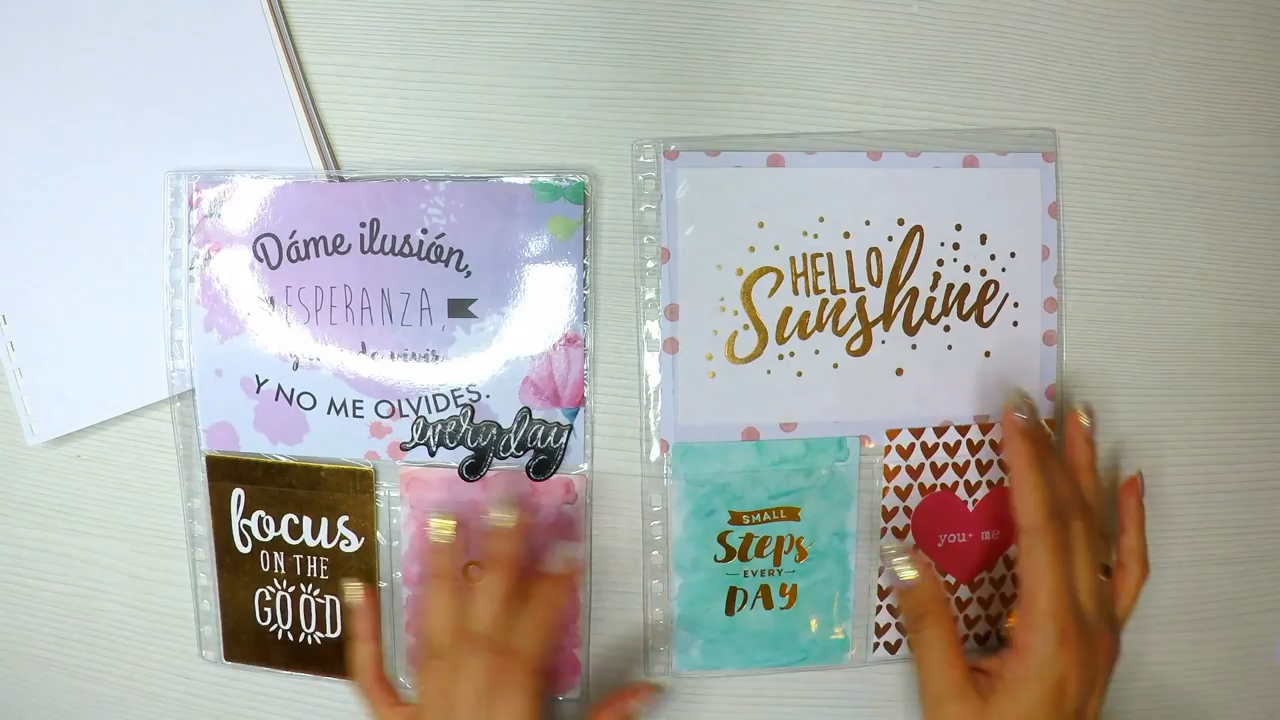 Dáme ilusión,
ESPERANZA,
Y NO ME OLVIDES.
everyday
focus
ON THE
GOOD
HELLO
Sunshine
SMALL
Steps
EVERY
DAY
you+ me